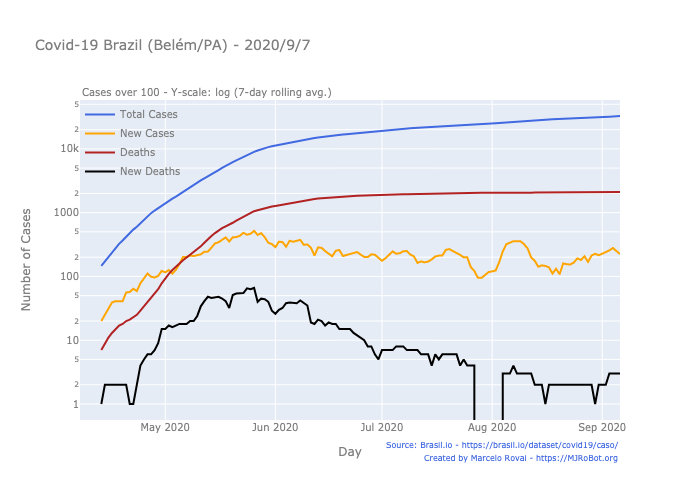 Covid-19 Brazil (Belém/PA) - 2020/9/7
Cases over 100 - Y-scale: log (7-day rolling avg.)
Total Cases
New Cases
Deaths
New Deaths
Number of Cases
5
2
10k
5
2
1000
5
2
100
5
2
10
5
2
1
May 2020
Jun 2020
Jul 2020
Aug 2020
Sep 2020
Day
Source: Brasil.io - https://brasil.io/dataset/covid19/caso/
Created by Marcelo Rovai - https://MJRoBot.org